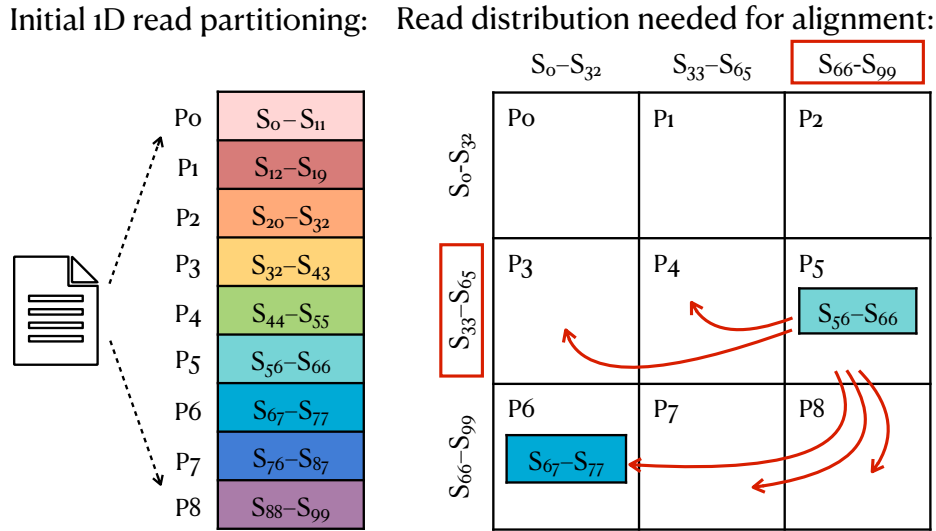 Initial 1D read partitioning:
P0 S0–S11
P1 S12–S19
P2 S20–S32
P3 S32–S43
P4 S44–S55
P5 S56–S66
P6 S67–S77
P7 S76–S87
P8 S88–S99
Read distribution needed for alignment:
S0–S32 S33–S65 S66-S99
S0-S32
P0 P1 P2
S33–S65
P3 P4 P5
S56–S66
S66–S99
P6 P7 P8
S67–S77